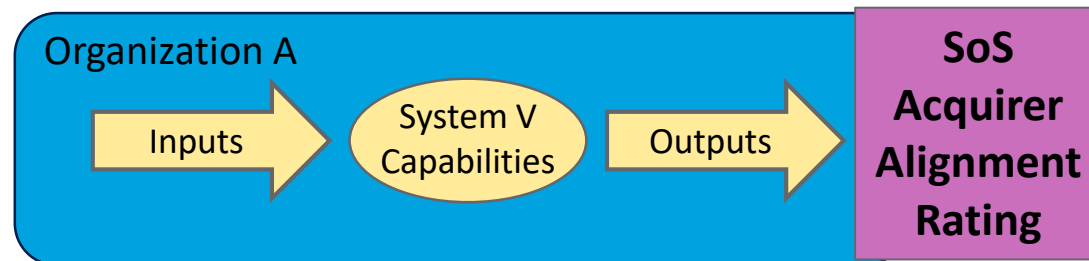 Organization A
Inputs
System V
Capabilities
Outputs
SoS
Acquirer
Alignment
Rating